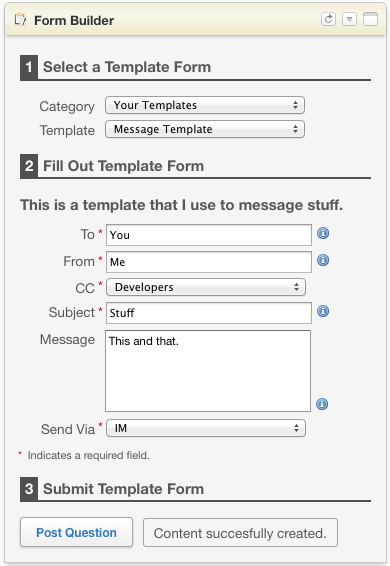 Form Builder
1 Select a Template Form
Category Your Templates
Template Message Template
2 Fill Out Template Form
This is a template that I use to message stuff.
To * You
From * Me
CC * Developers
Subject * Stuff
Message This and that.
Send Via * IM
* Indicates a required field.
3 Submit Template Form
Post Question Content succesfully created.